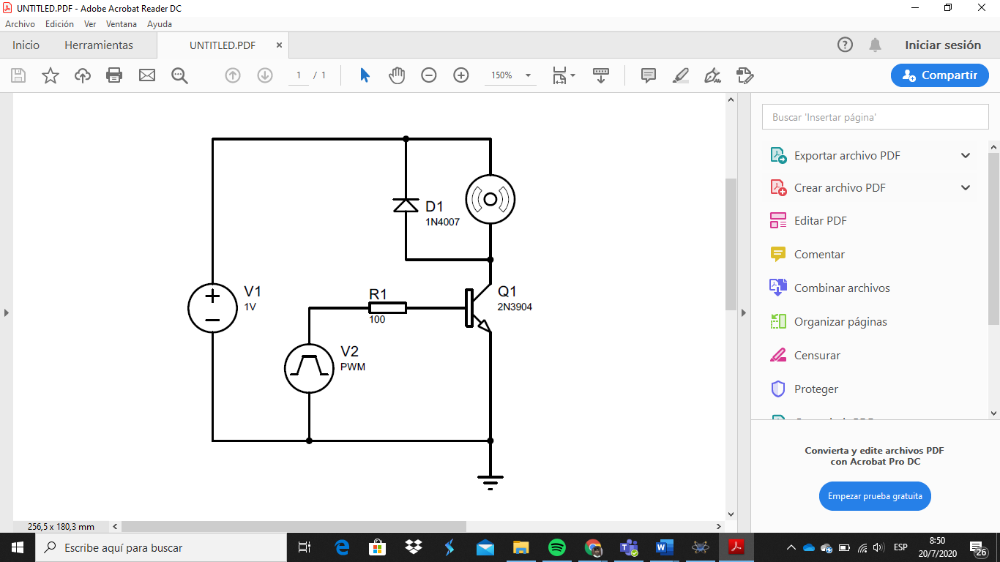 UNTITLED.PDF - Adobe Acrobat Reader DC
Archivo Edición Ver Ventana Ayuda
Inicio Herramientas UNTITLED.PDF
Iniciar sesión
1 / 1 150% Compartir
Buscar 'Insertar página'
Exportar archivo PDF
Crear archivo PDF
Editar PDF
Comentar
Combinar archivos
Organizar páginas
Censurar
Proteger
Convierta y edite archivos PDF
con Acrobat Pro DC
Empezar prueba gratuita
D1
1N4007
V1
1V
R1
100
Q1
2N3904
V2
PWM
256,5 x 180,3 mm
Escribe aquí para buscar
ESP
8:50
20/7/2020
26